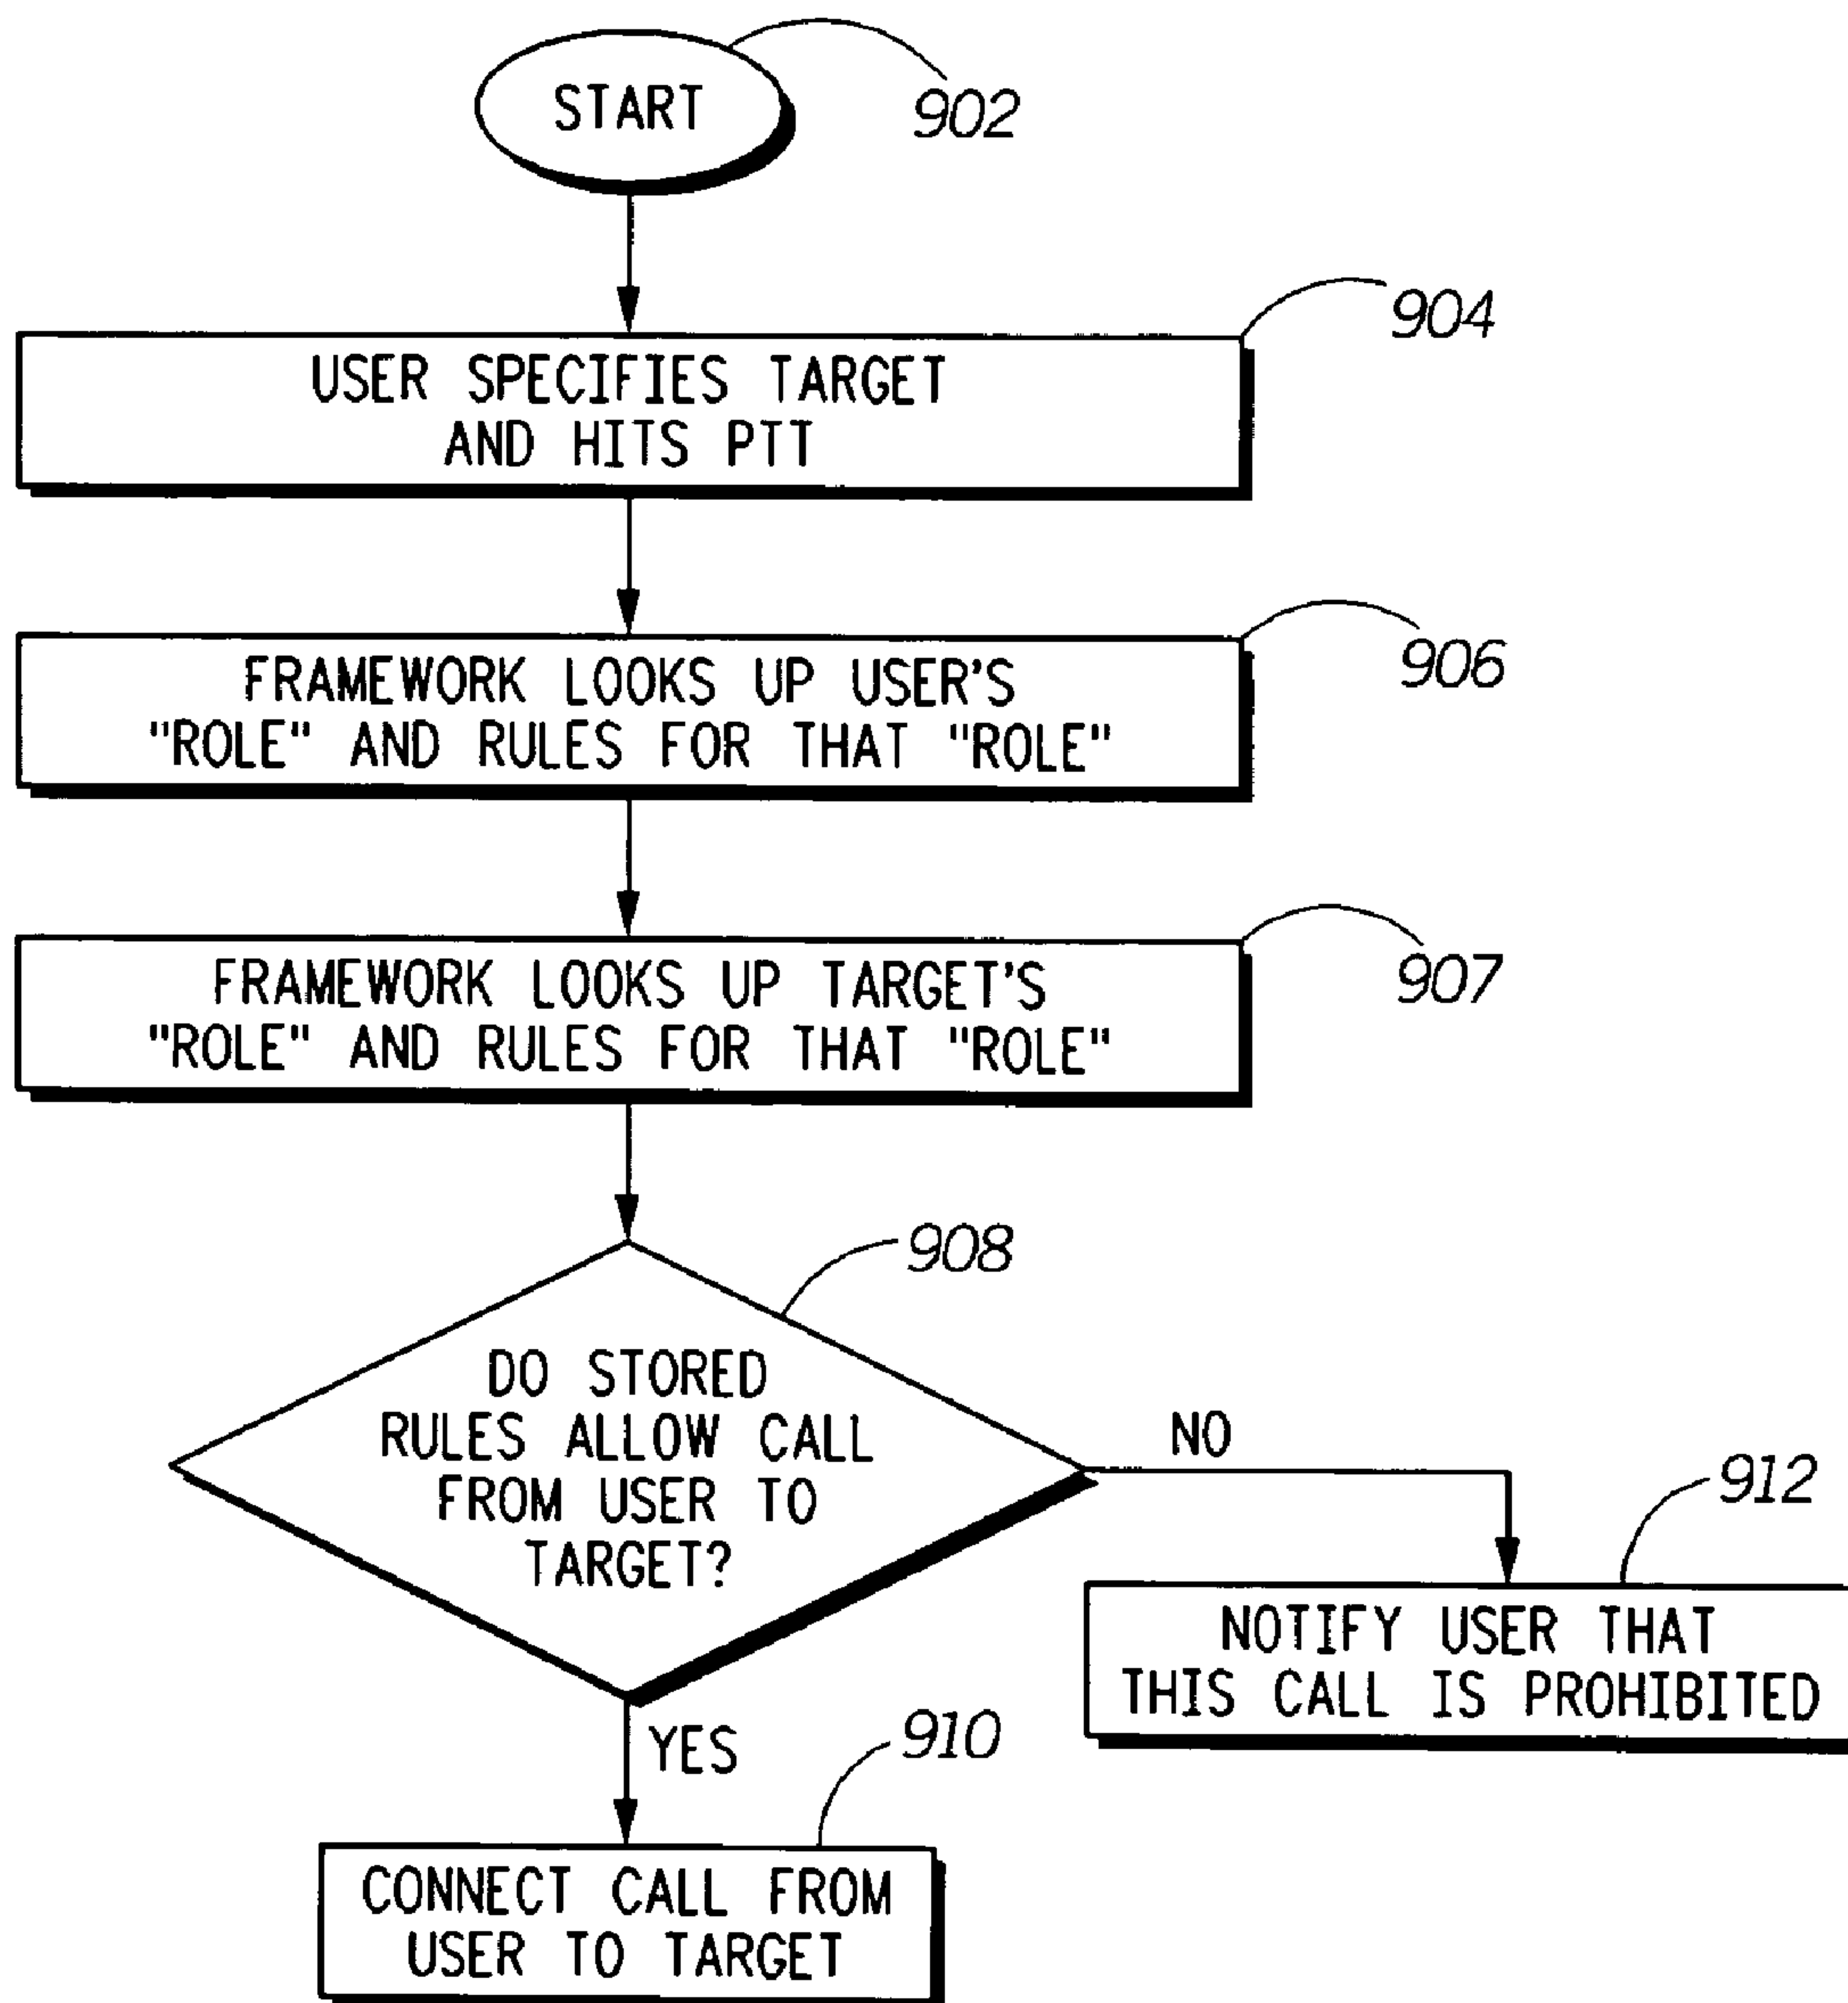 START
902
904
USER SPECIFIES TARGET
AND HITS PTT
906
FRAMEWORK LOOKS UP USER'S
"ROLE" AND RULES FOR THAT "ROLE"
907
FRAMEWORK LOOKS UP TARGET'S
"ROLE" AND RULES FOR THAT "ROLE"
908
DO STORED
RULES ALLOW CALL
FROM USER TO
TARGET?
NO
912
NOTIFY USER THAT
THIS CALL IS PROHIBITED
YES
910
CONNECT CALL FROM
USER TO TARGET